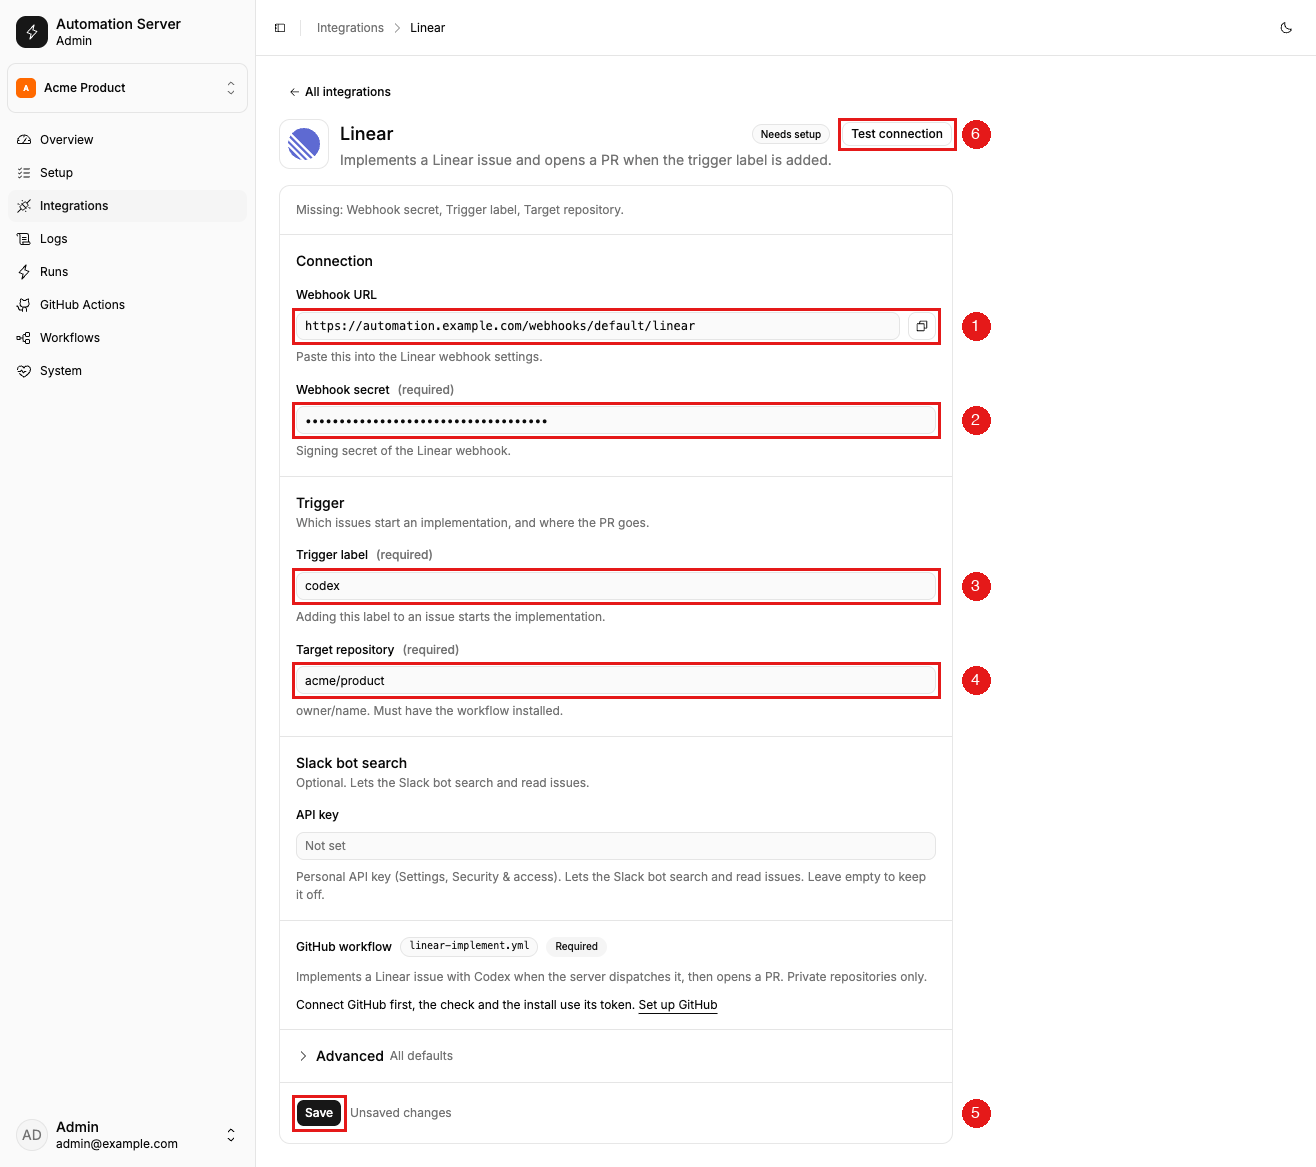 Automation Server
Admin
A
Acme Product
Overview
Setup
Integrations
Logs
Runs
GitHub Actions
Workflows
System
AD
Admin
admin@example.com
Integrations
Linear
All integrations
Linear
Implements a Linear issue and opens a PR when the trigger label is added.
Needs setup
Test connection
6
Missing: Webhook secret, Trigger label, Target repository.
Connection
Webhook URL
https://automation.example.com/webhooks/default/linear
1
Paste this into the Linear webhook settings.
Webhook secret (required)
••••••••••••••••••••••••••••••••••••
2
Signing secret of the Linear webhook.
Trigger
Which issues start an implementation, and where the PR goes.
Trigger label (required)
codex
3
Adding this label to an issue starts the implementation.
Target repository (required)
acme/product
4
owner/name. Must have the workflow installed.
Slack bot search
Optional. Lets the Slack bot search and read issues.
API key
Not set
Personal API key (Settings, Security & access). Lets the Slack bot search and read issues. Leave empty to keep
it off.
GitHub workflow linear-implement.yml Required
Implements a Linear issue with Codex when the server dispatches it, then opens a PR. Private repositories only.
Connect GitHub first, the check and the install use its token. Set up GitHub
Advanced All defaults
Save Unsaved changes
5